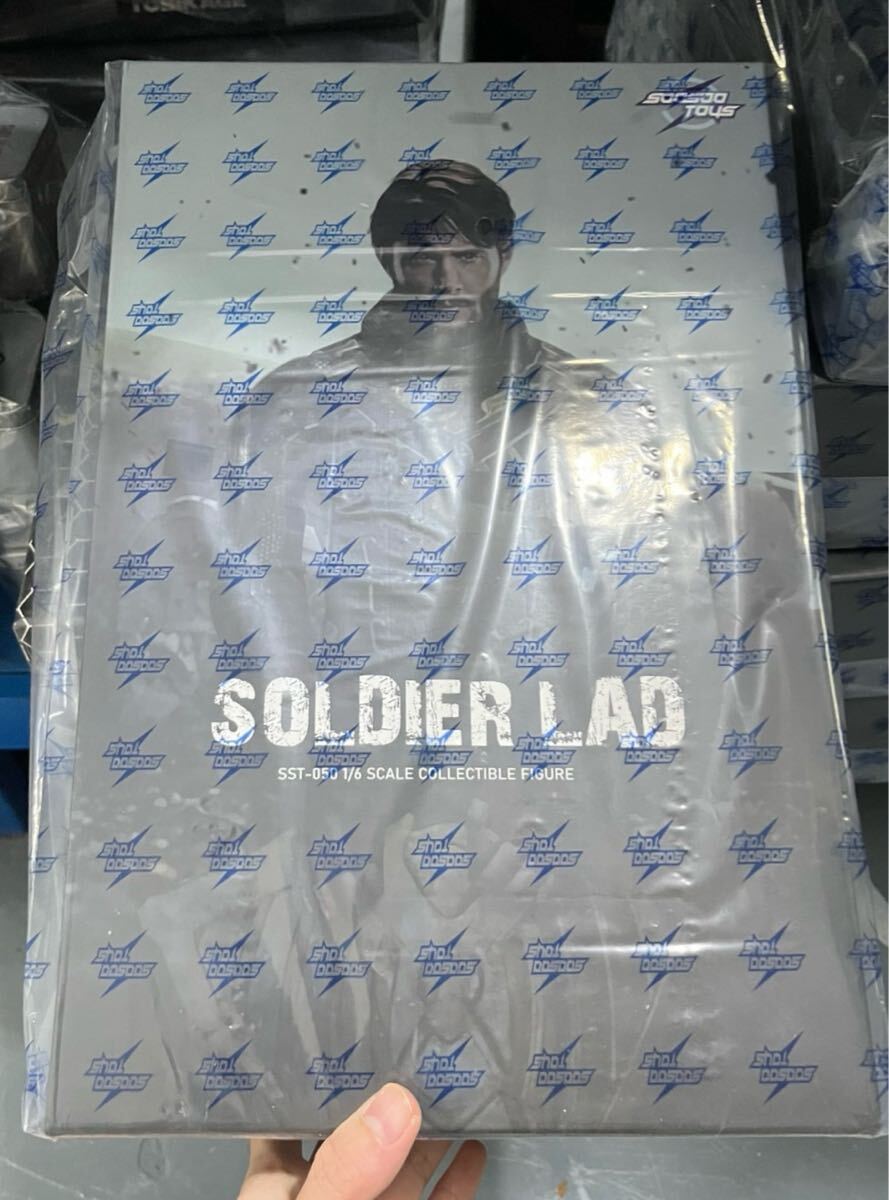 SOOSOO
TOYS
SOLDIER LAD
SST-050 1/6 SCALE COLLECTIBLE FIGURE